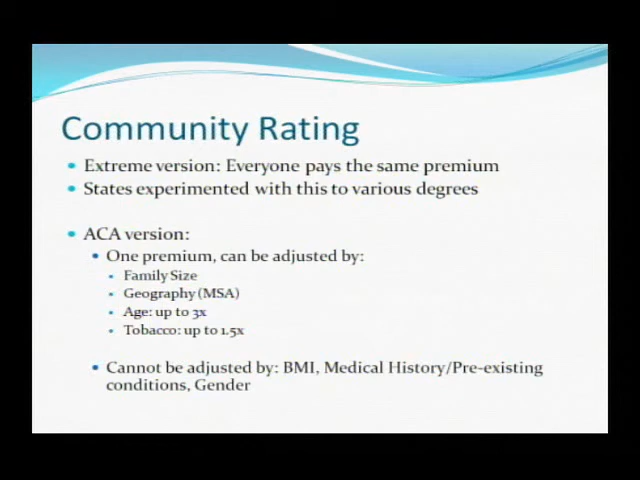 Community Rating
Extreme version: Everyone pays the same premium
States experimented with this to various degrees
ACA version:
One premium, can be adjusted by:
Family Size
Geography (MSA)
Age: up to 3x
Tobacco: up to 1.5x
Cannot be adjusted by: BMI, Medical History/Pre-existing
conditions, Gender